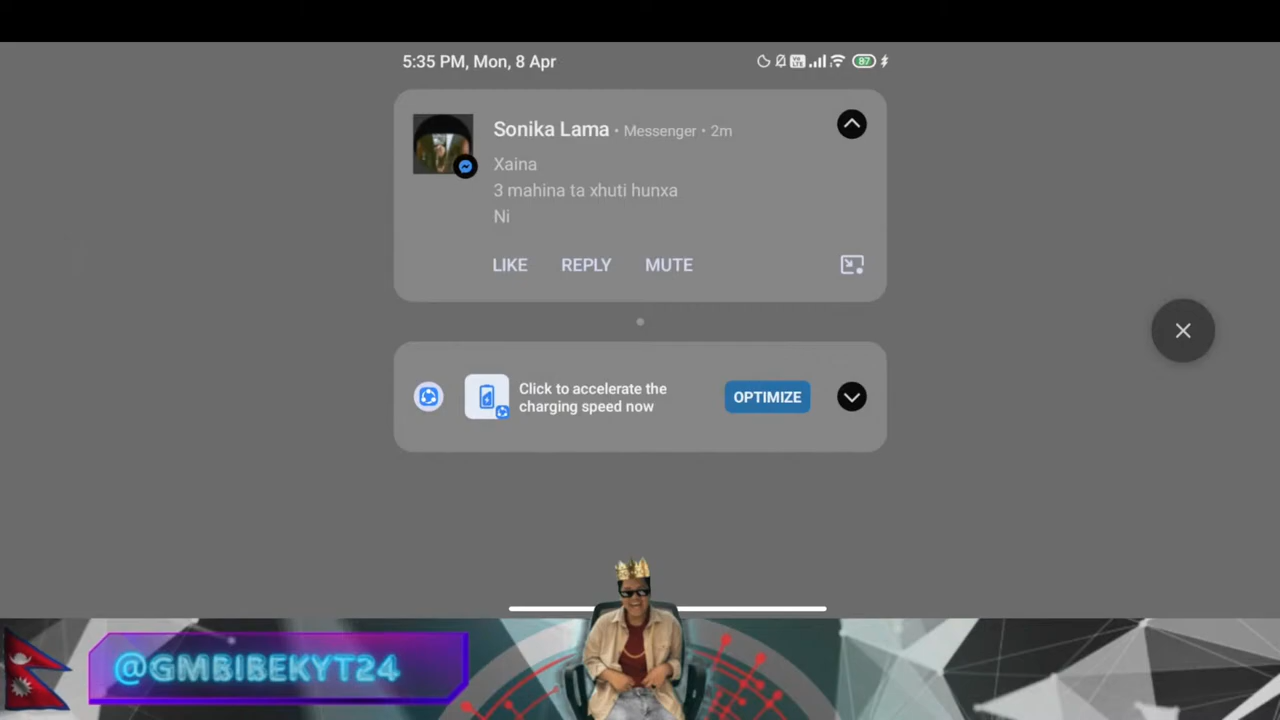 5:35 PM, Mon, 8 Apr
87
Sonika Lama • Messenger • 2m
Xaina
3 mahina ta xhuti hunxa
Ni
LIKE REPLY MUTE
Click to accelerate the
charging speed now
OPTIMIZE
@GMBIBEKYT24